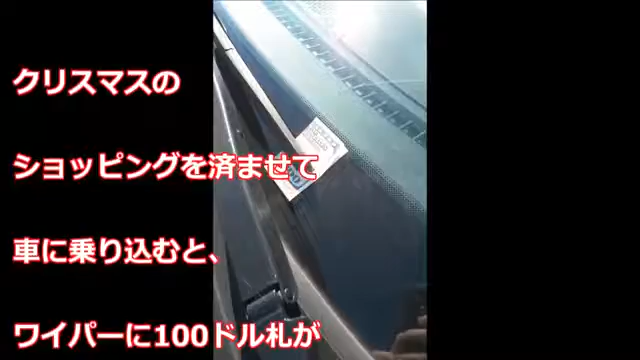 クリスマスの
ショッピングを済ませて
車に乗り込むと、
ワイパーに100ドル札が